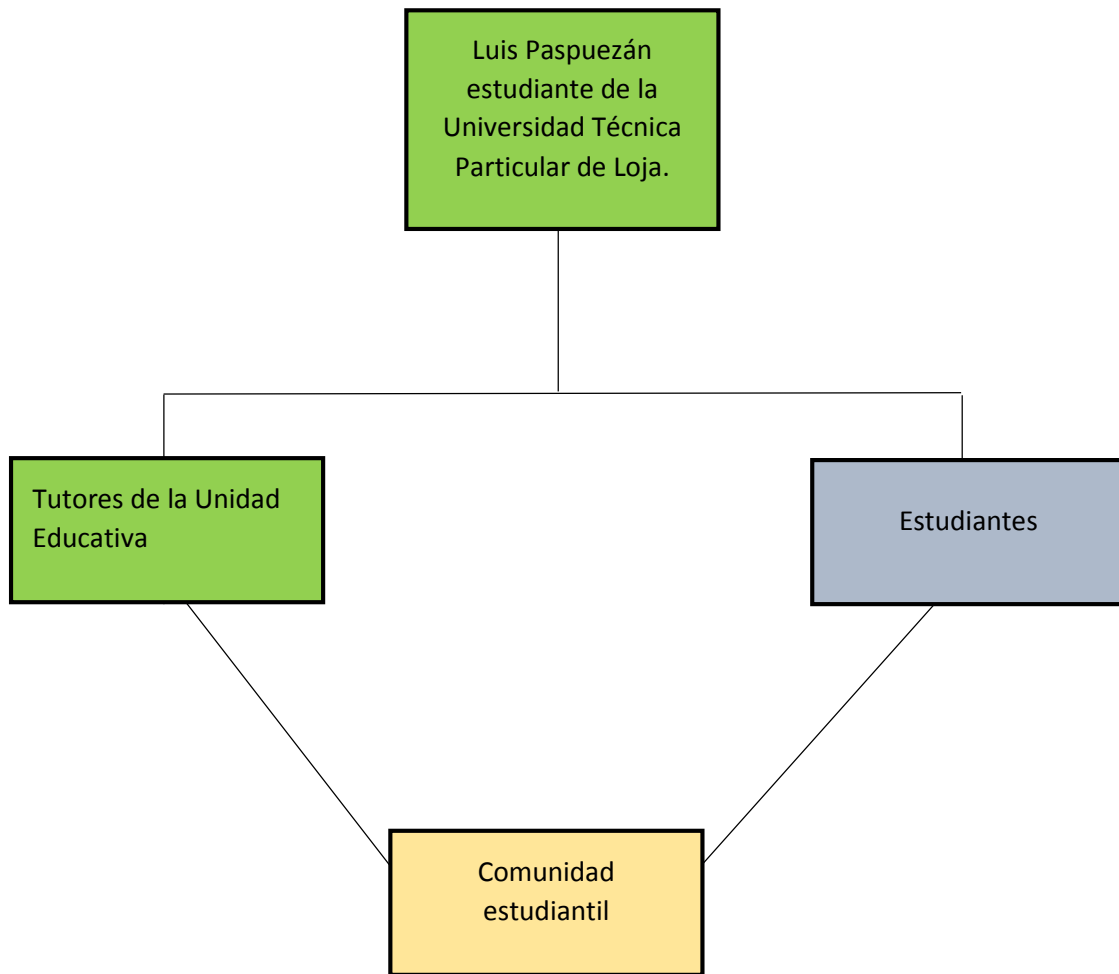 Luis Paspuezán
estudiante de la
Universidad Técnica
Particular de Loja.
Tutores de la Unidad
Educativa
Estudiantes
Comunidad
estudiantil